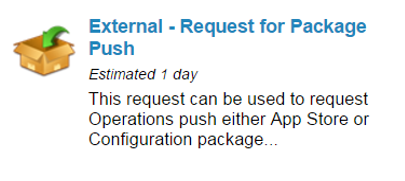 External - Request for Package
Push
Estimated 1 day
This request can be used to request
Operations push either App Store or
Configuration package...